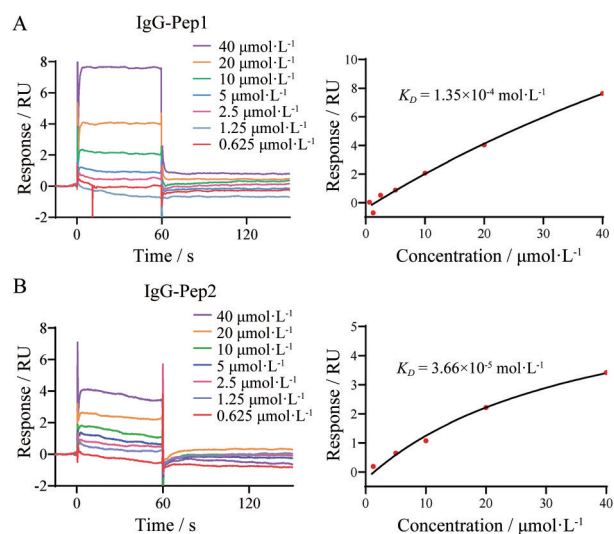 A
IgG-Pep1
Response / RU
8
6
4
2
0
-2
0
60
120
Time / s
40 μmol·L⁻¹
20 μmol·L⁻¹
10 μmol·L⁻¹
5 μmol·L⁻¹
2.5 μmol·L⁻¹
1.25 μmol·L⁻¹
0.625 μmol·L⁻¹
Response / RU
10
8
6
4
2
0
0
10
20
30
40
Concentration / μmol·L⁻¹
K_D = 1.35×10⁻⁴ mol·L⁻¹
B
IgG-Pep2
Response / RU
8
6
4
2
0
-2
0
60
120
Time / s
40 μmol·L⁻¹
20 μmol·L⁻¹
10 μmol·L⁻¹
5 μmol·L⁻¹
2.5 μmol·L⁻¹
1.25 μmol·L⁻¹
0.625 μmol·L⁻¹
Response / RU
5
4
3
2
1
0
0
10
20
30
40
Concentration / μmol·L⁻¹
K_D = 3.66×10⁻⁵ mol·L⁻¹